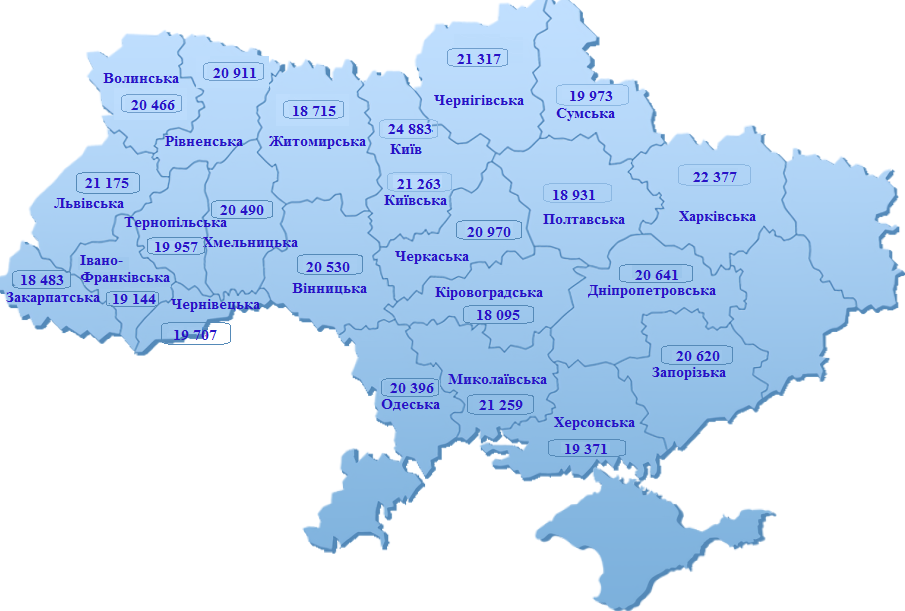 21 317
20 911
Волинська
20 466
Чернігівська
19 973
Сумська
18 715
24 883
Рівненська
Житомирська
Київ
21 175
Львівська
21 263
Київська
22 377
18 931
Харківська
Полтавська
20 490
Тернопільська
19 957
Хмельницька
20 970
Черкаська
Івано-
Франківська
18 483
Закарпатська
19 144
20 530
Вінницька
20 641
Дніпропетровська
Кіровоградська
18 095
Чернівецька
19 707
20 620
Запорізька
Миколаївська
21 259
20 396
Одеська
Херсонська
19 371